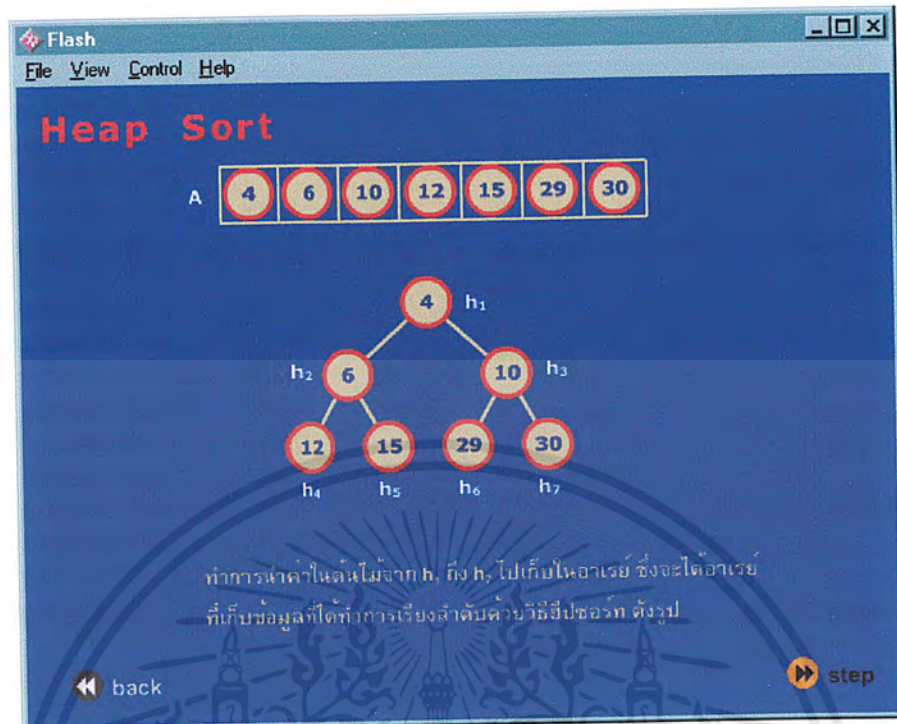 Flash
File View Control Help
Heap Sort
A 4 6 10 12 15 29 30
4 h₁
h₂ 6 10 h₃
12 15 29 30
h₄ h₅ h₆ h₇
ทำการนำค่าในต้นไม้จาก h₁ ถึง h₇ ไปเก็บในอาเรย์ ซึ่งจะได้อาเรย์
ที่เก็บข้อมูลที่ได้ทำการเรียงลำดับด้วยวิธีฮีปซอร์ท ดังรูป
back step